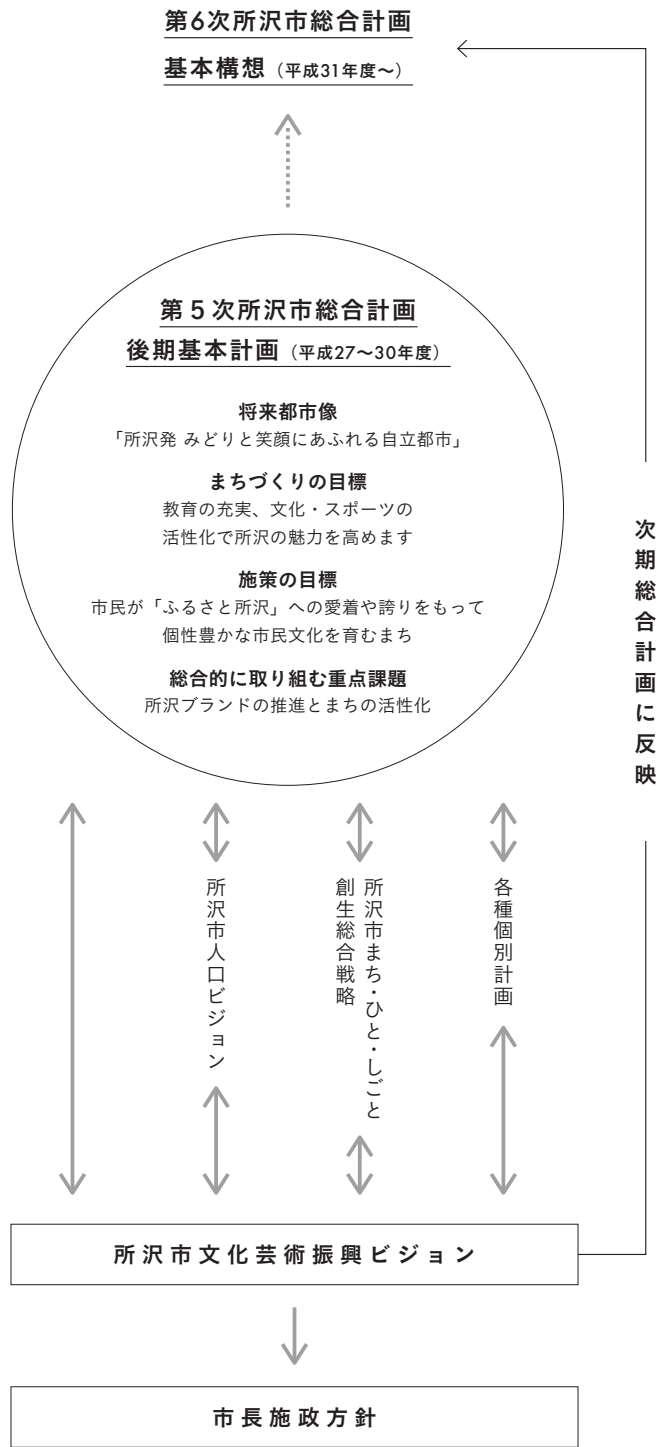 第6次所沢市総合計画
基本構想（平成31年度～）
第５次所沢市総合計画
後期基本計画（平成27～30年度）
将来都市像
「所沢発 みどりと笑顔にあふれる自立都市」
まちづくりの目標
教育の充実、文化・スポーツの
活性化で所沢の魅力を高めます
施策の目標
市民が「ふるさと所沢」への愛着や誇りをもって
個性豊かな市民文化を育むまち
総合的に取り組む重点課題
所沢ブランドの推進とまちの活性化
次期総合計画に反映
所沢市人口ビジョン
所沢市まち・ひと・しごと
創生総合戦略
各種個別計画
所沢市文化芸術振興ビジョン
市長施政方針